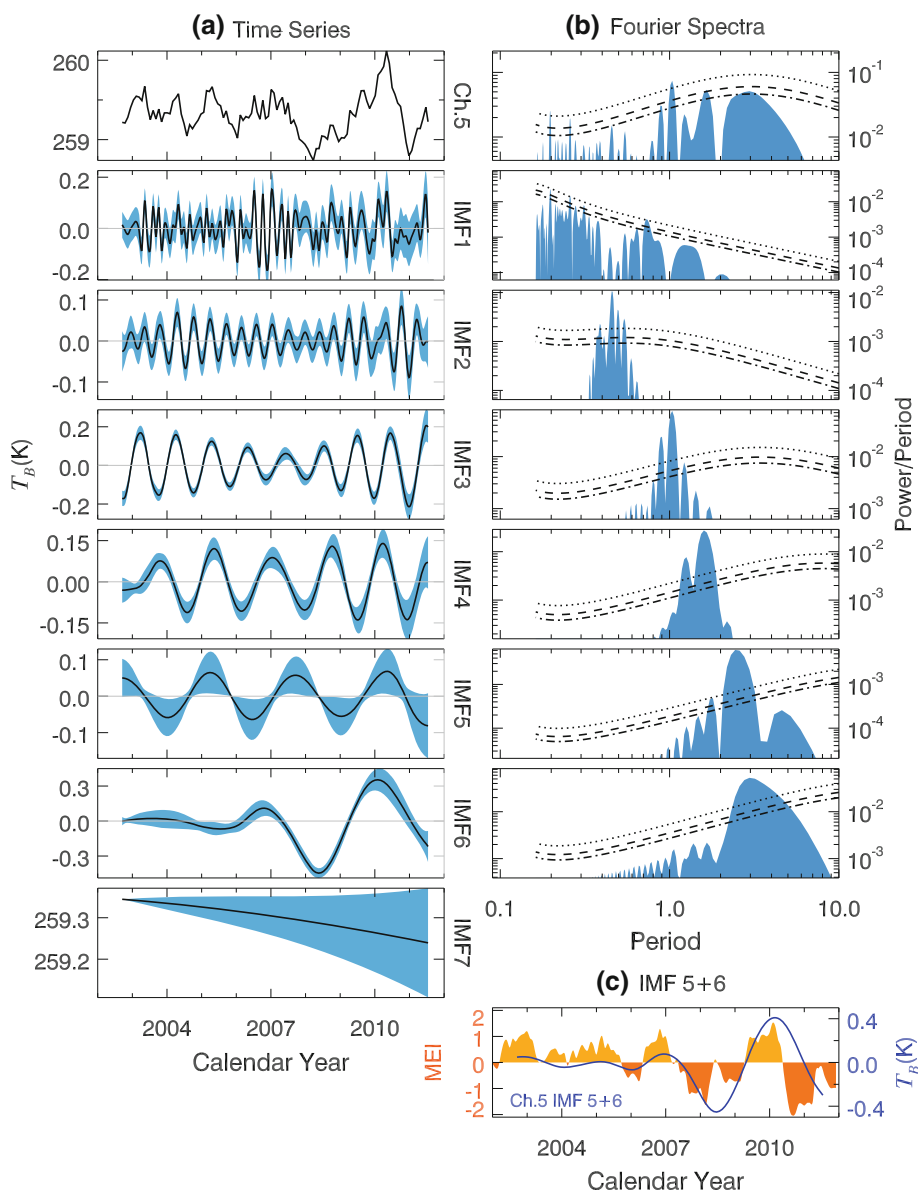 (a) Time Series
(b) Fourier Spectra
260
259
Ch.5
10-1
10-2
0.2
0.0
-0.2
IMF1
10-2
10-3
10-4
0.1
0.0
-0.1
IMF2
10-2
10-3
10-4
TB(K)
0.2
0.0
-0.2
IMF3
10-2
10-3
Power/Period
0.15
0.00
-0.15
IMF4
10-2
10-3
0.1
0.0
-0.1
IMF5
10-3
10-4
0.3
0.0
-0.3
IMF6
10-2
10-3
0.1 1.0 10.0
Period
259.3
259.2
IMF7
2004 2007 2010
Calendar Year
(c) IMF 5+6
MEI
2
1
0
-1
-2
Ch.5 IMF 5+6
0.4
0.0
-0.4
TB(K)
2004 2007 2010
Calendar Year